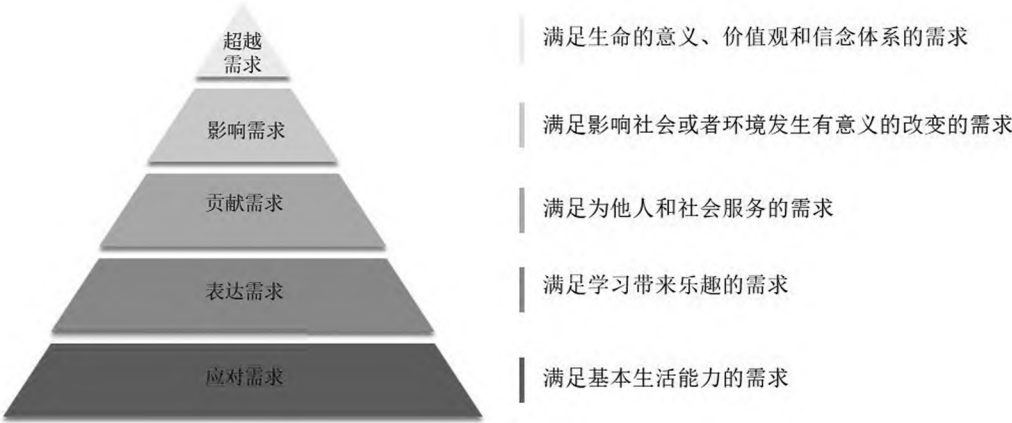 超越
需求
满足生命的意义、价值观和信念体系的需求
影响需求
满足影响社会或者环境发生有意义的改变的需求
贡献需求
满足为他人和社会服务的需求
表达需求
满足学习带来乐趣的需求
应对需求
满足基本生活能力的需求